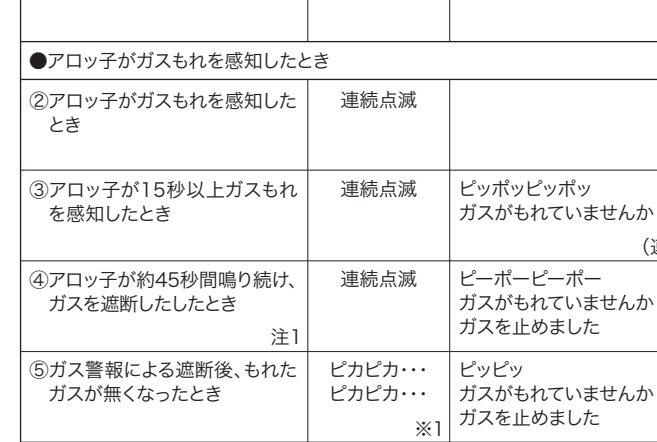 ●アロッ子がガスもれを感知したとき
②アロッ子がガスもれを感知した
とき
連続点滅
③アロッ子が15秒以上ガスもれ
を感知したとき
連続点滅
ピッポッピッポッ
ガスがもれていませんか
④アロッ子が約45秒間鳴り続け、
ガスを遮断したしたとき
注1
連続点滅
ピーポーピーポー
ガスがもれていませんか
ガスを止めました
⑤ガス警報による遮断後、もれた
ガスが無くなったとき
ピカピカ・・・
ピカピカ・・・
※1
ピッピッ
ガスがもれていませんか
ガスを止めました